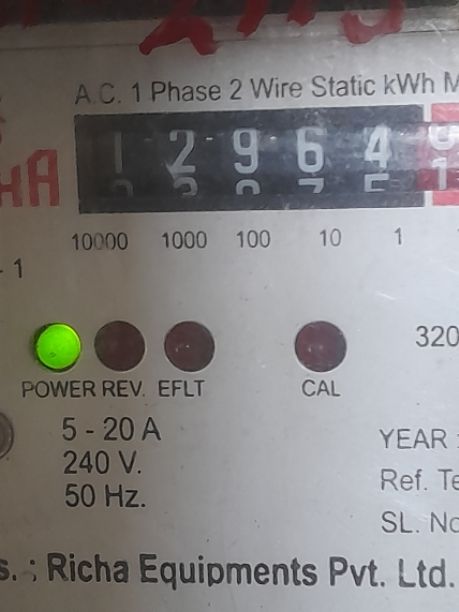 A.C. 1 Phase 2 Wire Static kWh M
HA
1 2 9 6 4
10000 1000 100 10 1
- 1
320
POWER REV. EFLT CAL
5 - 20 A
240 V.
50 Hz.
YEAR :
Ref. Te
SL. No
s. : Richa Equipments Pvt. Ltd.